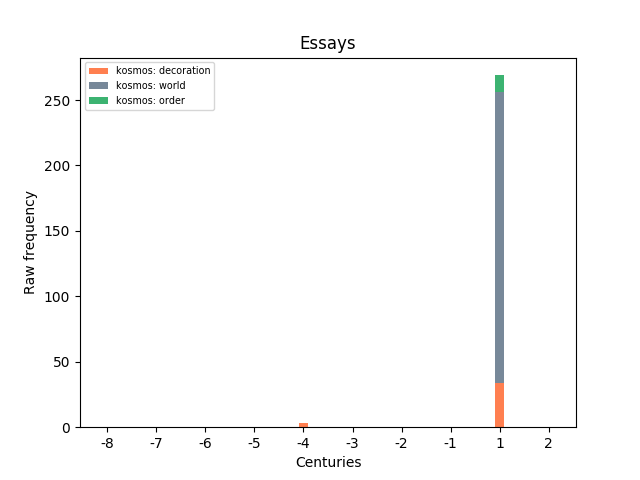 Essays
kosmos: decoration
kosmos: world
kosmos: order
Raw frequency
250
200
150
100
50
0
-8 -7 -6 -5 -4 -3 -2 -1 1 2
Centuries